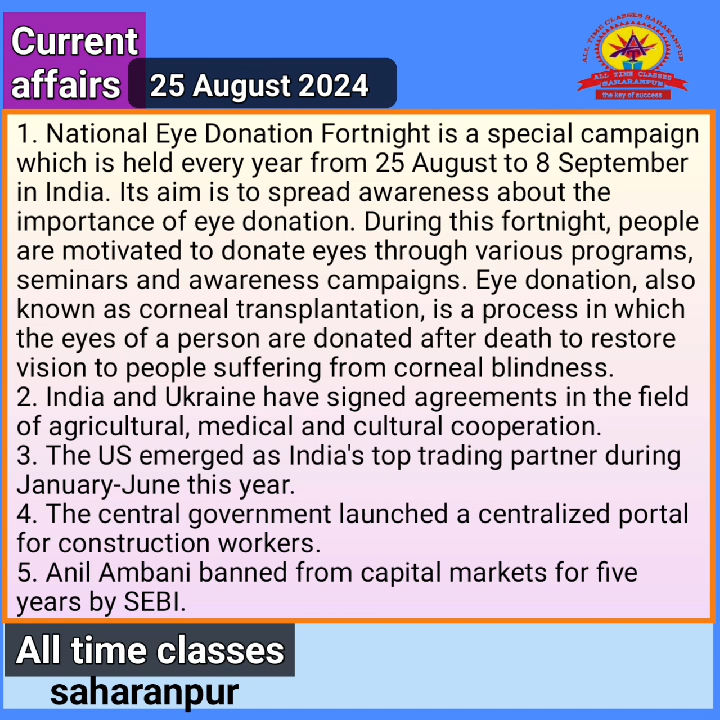 Current
affairs
25 August 2024
ALL TIME CLASSES SAHARANPUR
ALL TIME CLASSES
SAHARANPUR
the key of success
1. National Eye Donation Fortnight is a special campaign
which is held every year from 25 August to 8 September
in India. Its aim is to spread awareness about the
importance of eye donation. During this fortnight, people
are motivated to donate eyes through various programs,
seminars and awareness campaigns. Eye donation, also
known as corneal transplantation, is a process in which
the eyes of a person are donated after death to restore
vision to people suffering from corneal blindness.
2. India and Ukraine have signed agreements in the field
of agricultural, medical and cultural cooperation.
3. The US emerged as India's top trading partner during
January-June this year.
4. The central government launched a centralized portal
for construction workers.
5. Anil Ambani banned from capital markets for five
years by SEBI.
All time classes
saharanpur